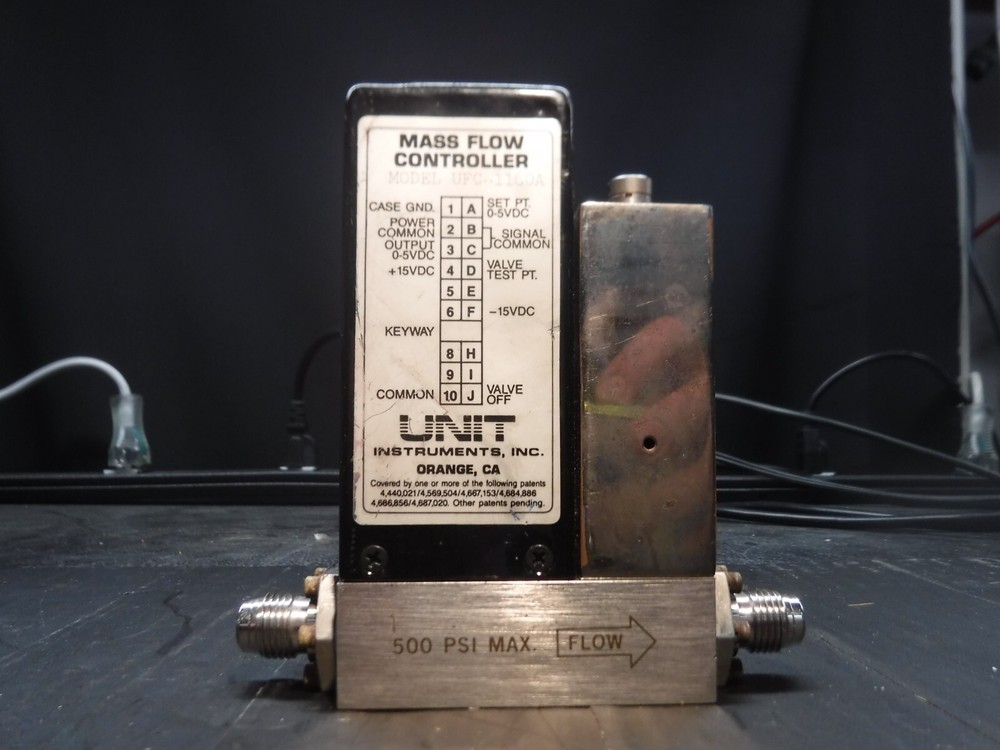 MASS FLOW
CONTROLLER
MODEL UFC-1100A
CASE GND. 1 A SET PT.
0-5VDC
POWER
COMMON 2 B SIGNAL
COMMON
OUTPUT
0-5VDC 3 C
+15VDC 4 D VALVE
TEST PT.
5 E
6 F -15VDC
KEYWAY
8 H
9 I
COMMON 10 J VALVE
OFF
UNIT
INSTRUMENTS, INC.
ORANGE, CA
Covered by one or more of the following patents
4,440,021/4,569,504/4,667,153/4,684,886
4,686,856/4,687,020. Other patents pending.
500 PSI MAX. FLOW